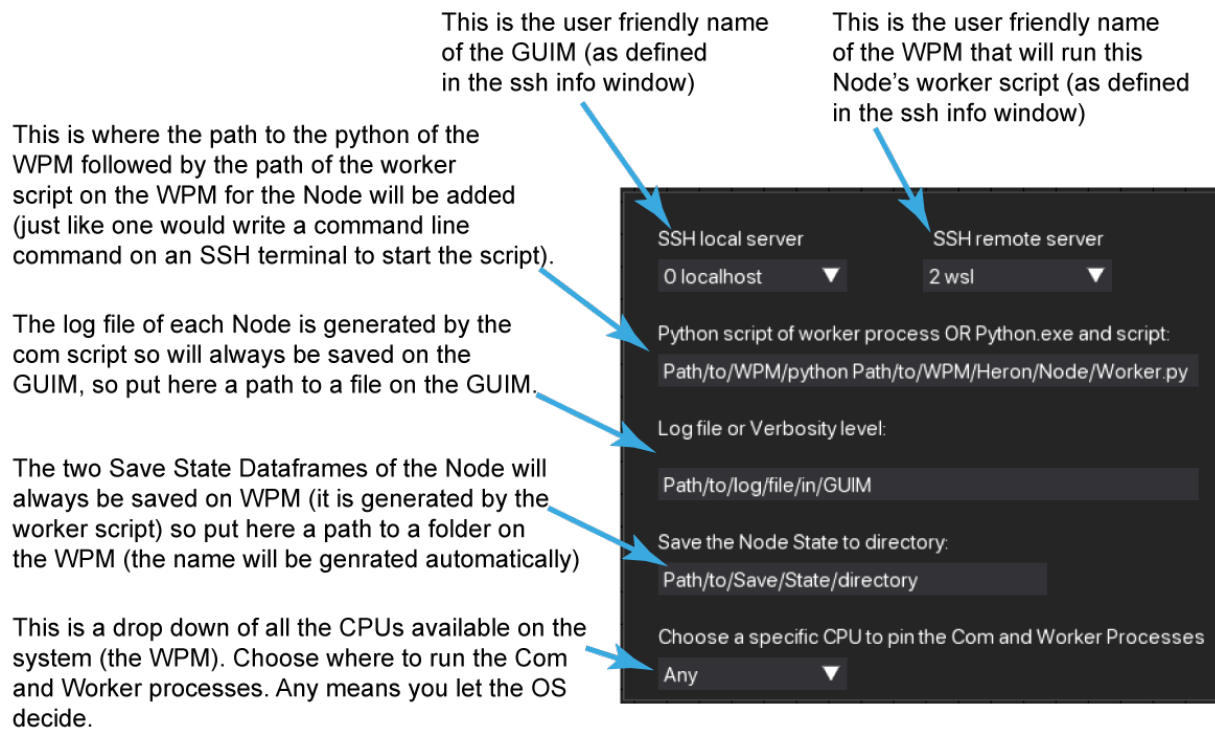 This is the user friendly name
of the GUIM (as defined
in the ssh info window)
This is the user friendly name
of the WPM that will run this
Node's worker script (as defined
in the ssh info window)
This is where the path to the python of the
WPM followed by the path of the worker
script on the WPM for the Node will be added
(just like one would write a command line
command on an SSH terminal to start the script).
The log file of each Node is generated by the
com script so will always be saved on the
GUIM, so put here a path to a file on the GUIM.
The two Save State Dataframes of the Node will
always be saved on WPM (it is generated by the
worker script) so put here a path to a folder on
the WPM (the name will be genrated automatically)
This is a drop down of all the CPUs available on the
system (the WPM). Choose where to run the Com
and Worker processes. Any means you let the OS
decide.
SSH local server
SSH remote server
0 localhost
2 wsl
Python script of worker process OR Python.exe and script:
Path/to/WPM/python Path/to/WPM/Heron/Node/Worker.py
Log file or Verbosity level:
Path/to/log/file/in/GUIM
Save the Node State to directory:
Path/to/Save/State/directory
Choose a specific CPU to pin the Com and Worker Processes
Any